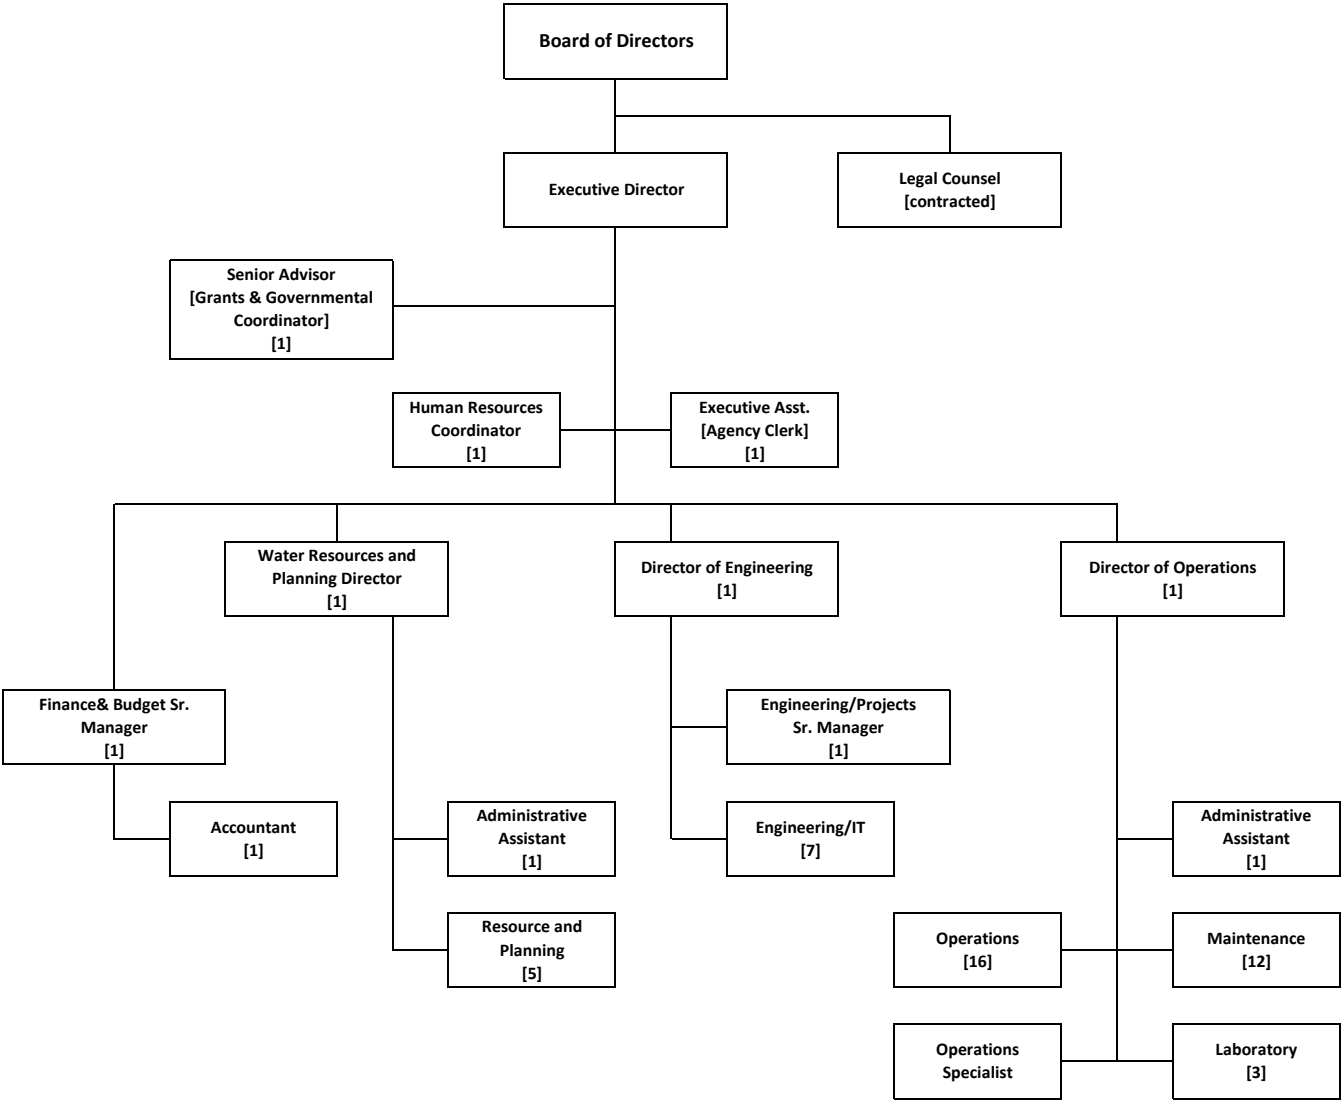 Board of Directors
Executive Director
Legal Counsel
[contracted]
Senior Advisor
[Grants & Governmental
Coordinator]
[1]
Human Resources
Coordinator
[1]
Executive Asst.
[Agency Clerk]
[1]
Water Resources and
Planning Director
[1]
Director of Engineering
[1]
Director of Operations
[1]
Finance& Budget Sr.
Manager
[1]
Engineering/Projects
Sr. Manager
[1]
Accountant
[1]
Administrative
Assistant
[1]
Engineering/IT
[7]
Administrative
Assistant
[1]
Resource and
Planning
[5]
Operations
[16]
Maintenance
[12]
Operations
Specialist
Laboratory
[3]